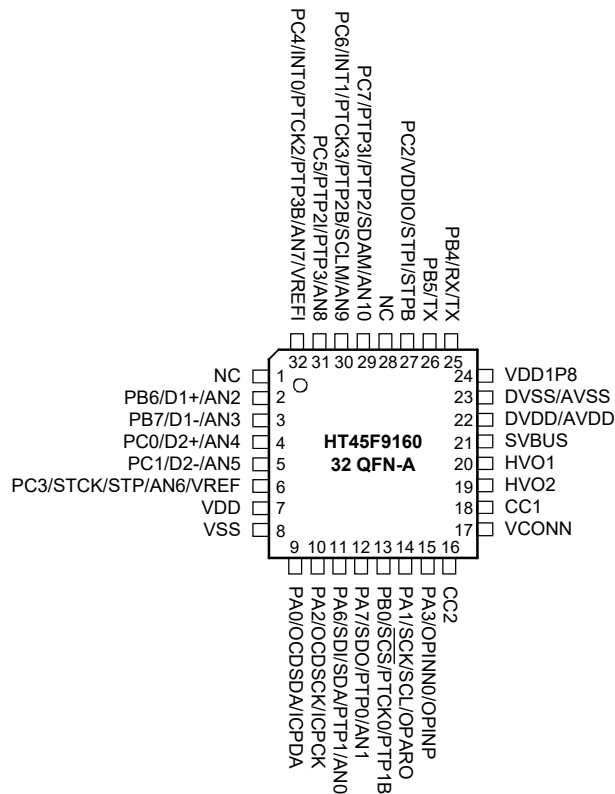 PC4/INT0/PTCK2/PTP3B/AN7/VREFI
PC5/PTP2I/PTP3/AN8
PC6/INT1/PTCK3/PTP2B/SCLM/AN9
PC7/PTP3I/PTP2/SDAM/AN10
NC
PC2/VDDIO/STPI/STPB
PB5/TX
PB4/RX/TX
32 31 30 29 28 27 26 25
NC 1
PB6/D1+/AN2 2
PB7/D1-/AN3 3
PC0/D2+/AN4 4
PC1/D2-/AN5 5
PC3/STCK/STP/AN6/VREF 6
VDD 7
VSS 8
HT45F9160
32 QFN-A
24 VDD1P8
23 DVSS/AVSS
22 DVDD/AVDD
21 SVBUS
20 HVO1
19 HVO2
18 CC1
17 VCONN
9 10 11 12 13 14 15 16
PA0/OCDSDA/ICPDA
PA2/OCDSCK/ICPCK
PA6/SDI/SDA/PTP1/AN0
PA7/SDO/PTP0/AN1
PB0/SCS/PTCK0/PTP1B
PA1/SCK/SCL/OPARO
PA3/OPINN0/OPINP
CC2